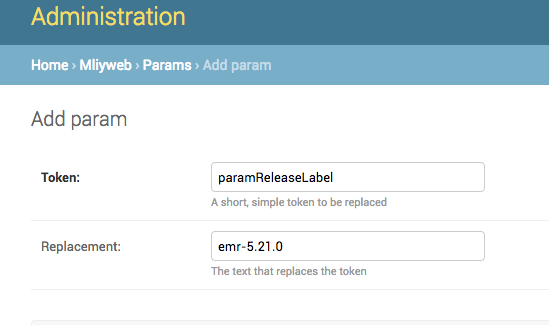 Administration
Home › Mliyweb › Params › Add param
Add param
Token:
paramReleaseLabel
A short, simple token to be replaced
Replacement:
emr-5.21.0
The text that replaces the token